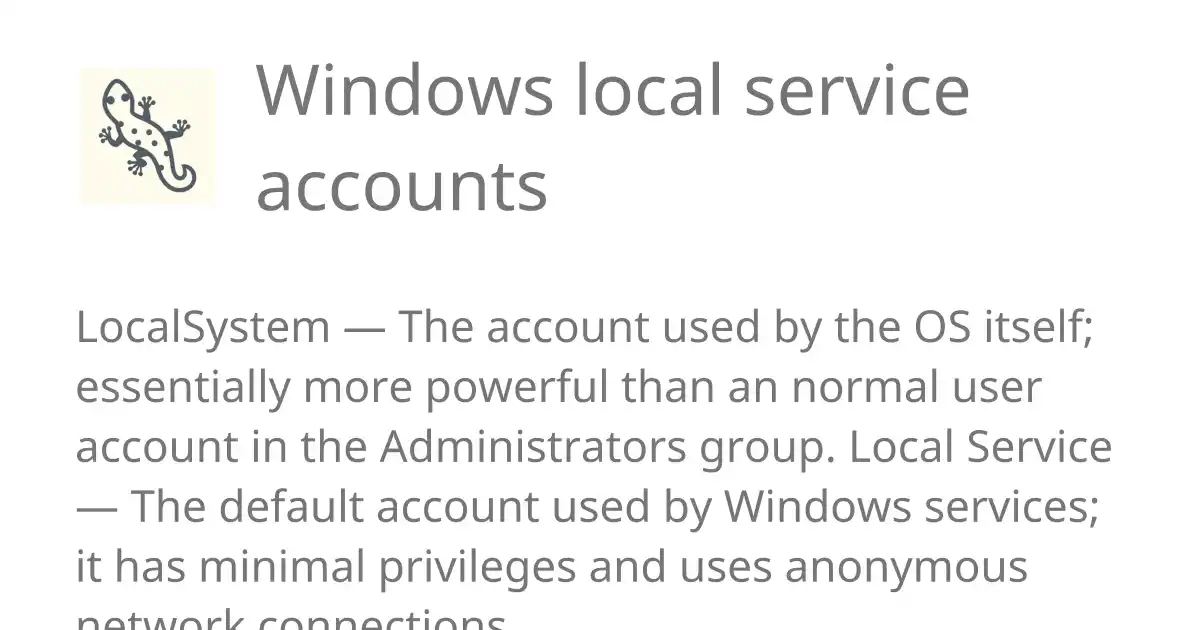 Windows local service
accounts
LocalSystem — The account used by the OS itself;
essentially more powerful than an normal user
account in the Administrators group. Local Service
— The default account used by Windows services;
it has minimal privileges and uses anonymous
network connections